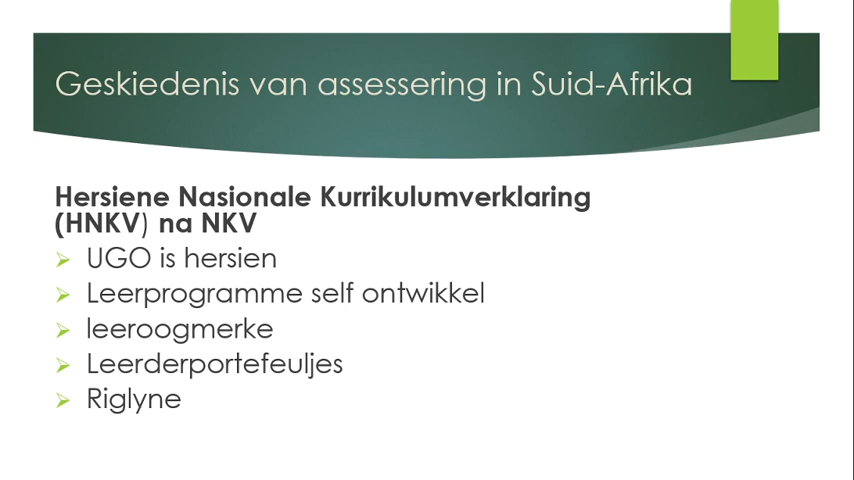 Geskiedenis van assessering in Suid-Afrika
Hersiene Nasionale Kurrikulumverklaring
(HNKV) na NKV
UGO is hersien
Leerprogramme self ontwikkel
leeroogmerke
Leerderportefeuljes
Riglyne